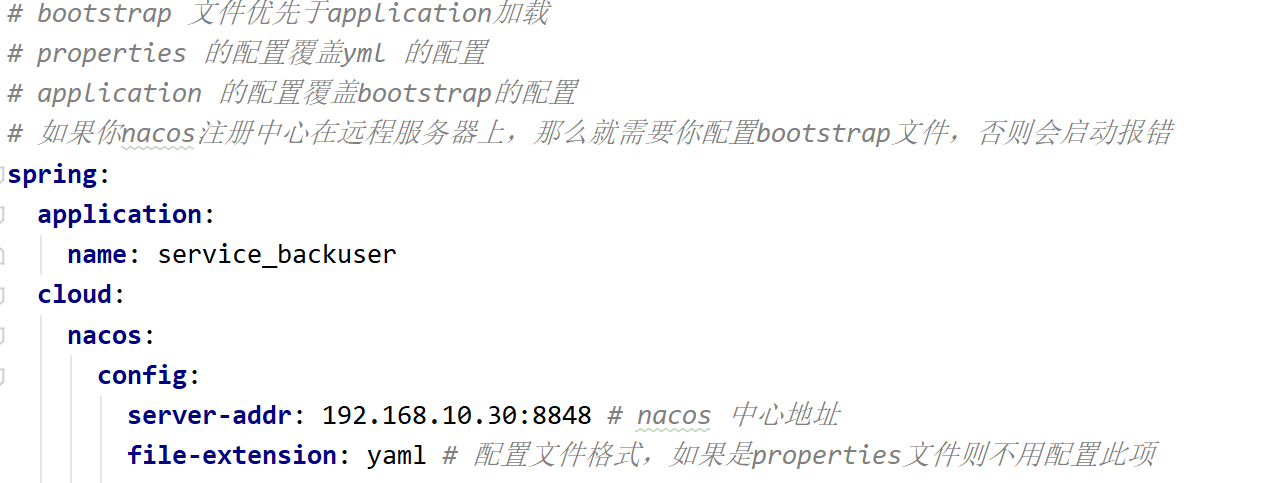 # bootstrap 文件优先于application加载
# properties 的配置覆盖yml 的配置
# application 的配置覆盖bootstrap的配置
# 如果你nacos注册中心在远程服务器上，那么就需要你配置bootstrap文件，否则会启动报错
spring:
  application:
    name: service_backuser
  cloud:
    nacos:
      config:
        server-addr: 192.168.10.30:8848 # nacos 中心地址
        file-extension: yaml # 配置文件格式，如果是properties文件则不用配置此项